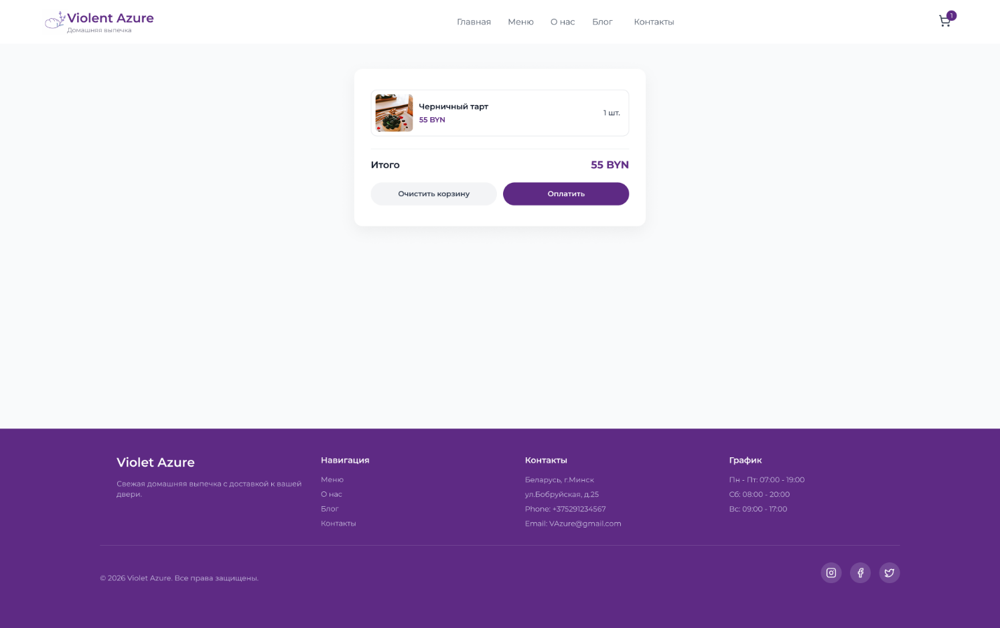 Violent Azure
Домашняя выпечка
Главная
Меню
О нас
Блог
Контакты
1
Черничный тарт
55 BYN
1 шт.
Итого
55 BYN
Очистить корзину
Оплатить
Violet Azure
Свежая домашняя выпечка с доставкой к вашей
двери.
Навигация
Меню
О нас
Блог
Контакты
Контакты
Беларусь, г.Минск
ул.Бобруйская, д.25
Phone: +375291234567
Email: VAzure@gmail.com
График
Пн - Пт: 07:00 - 19:00
Сб: 08:00 - 20:00
Вс: 09:00 - 17:00
© 2026 Violet Azure. Все права защищены.